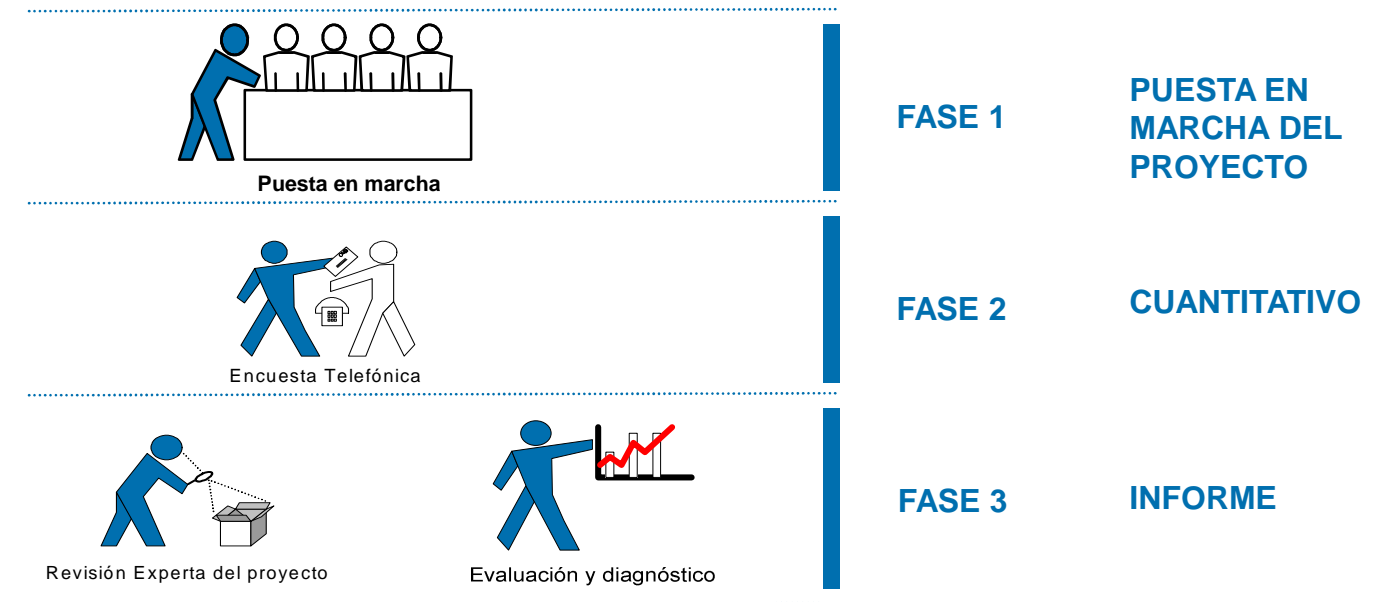 Puesta en marcha
FASE 1
PUESTA EN
MARCHA DEL
PROYECTO
Encuesta Telefónica
FASE 2
CUANTITATIVO
Revisión Experta del proyecto
Evaluación y diagnóstico
FASE 3
INFORME